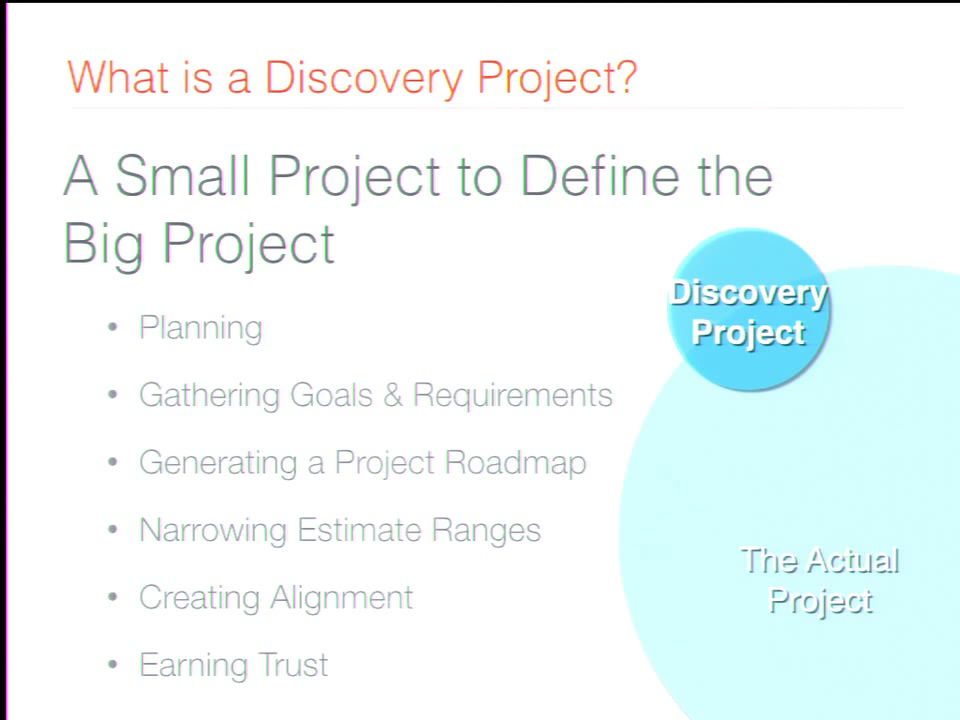 What is a Discovery Project?
A Small Project to Define the
Big Project
• Planning
• Gathering Goals & Requirements
• Generating a Project Roadmap
• Narrowing Estimate Ranges
• Creating Alignment
• Earning Trust
Discovery
Project
The Actual
Project